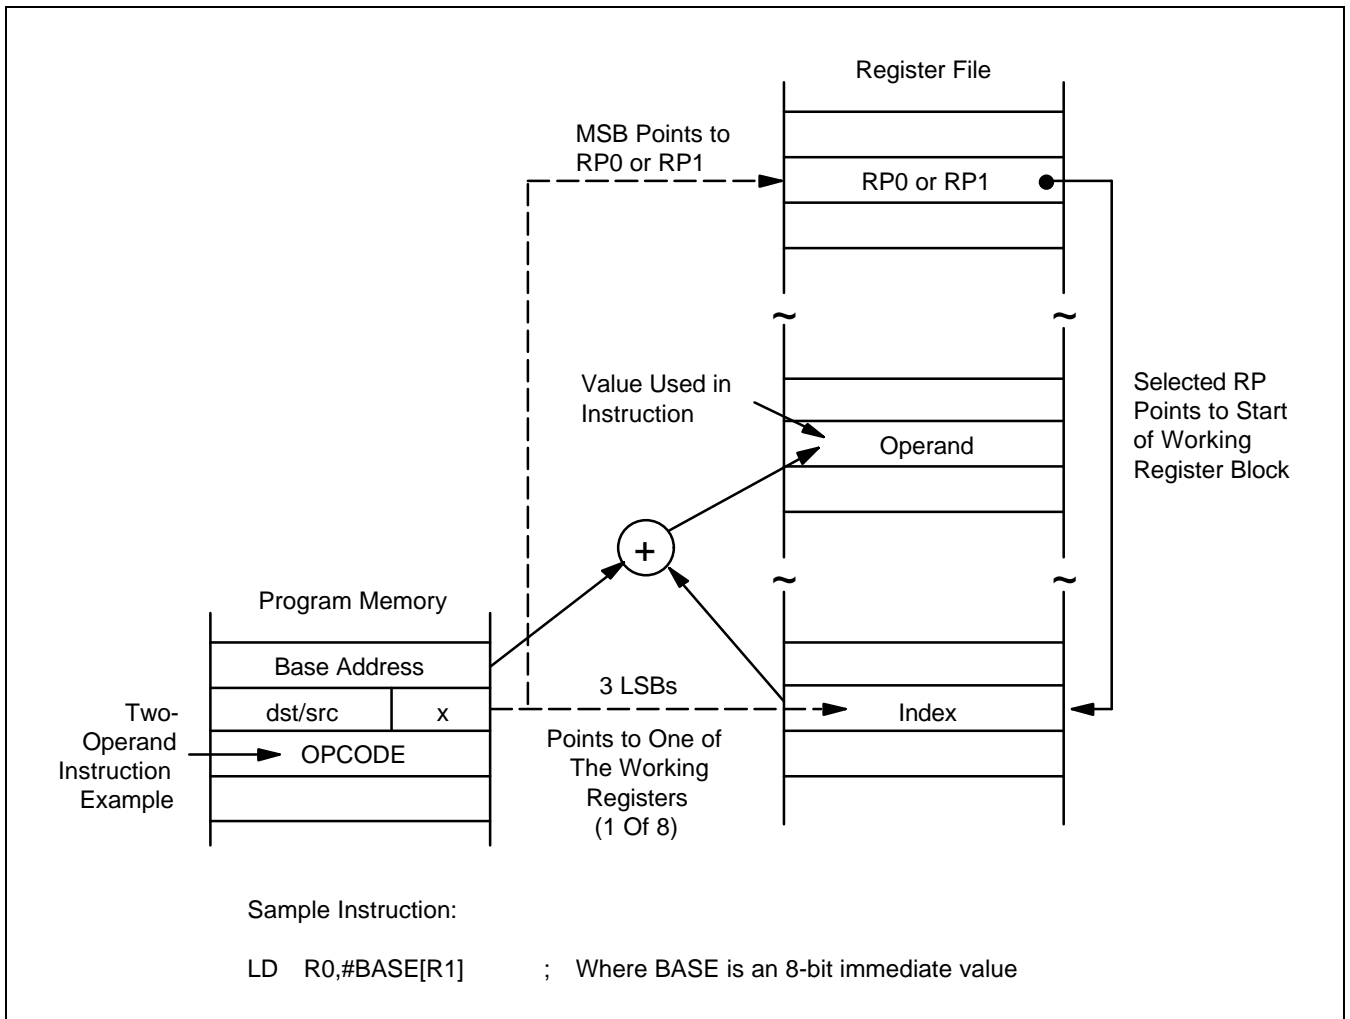 Register File
MSB Points to
RP0 or RP1
RP0 or RP1
~ ~
Value Used in
Instruction
Operand
Selected RP
Points to Start
of Working
Register Block
+
~ ~
Program Memory
Base Address
dst/src x
OPCODE
Two-
Operand
Instruction
Example
3 LSBs
Points to One of
The Working
Registers
(1 Of 8)
Index
Sample Instruction:
LD R0,#BASE[R1] ; Where BASE is an 8-bit immediate value